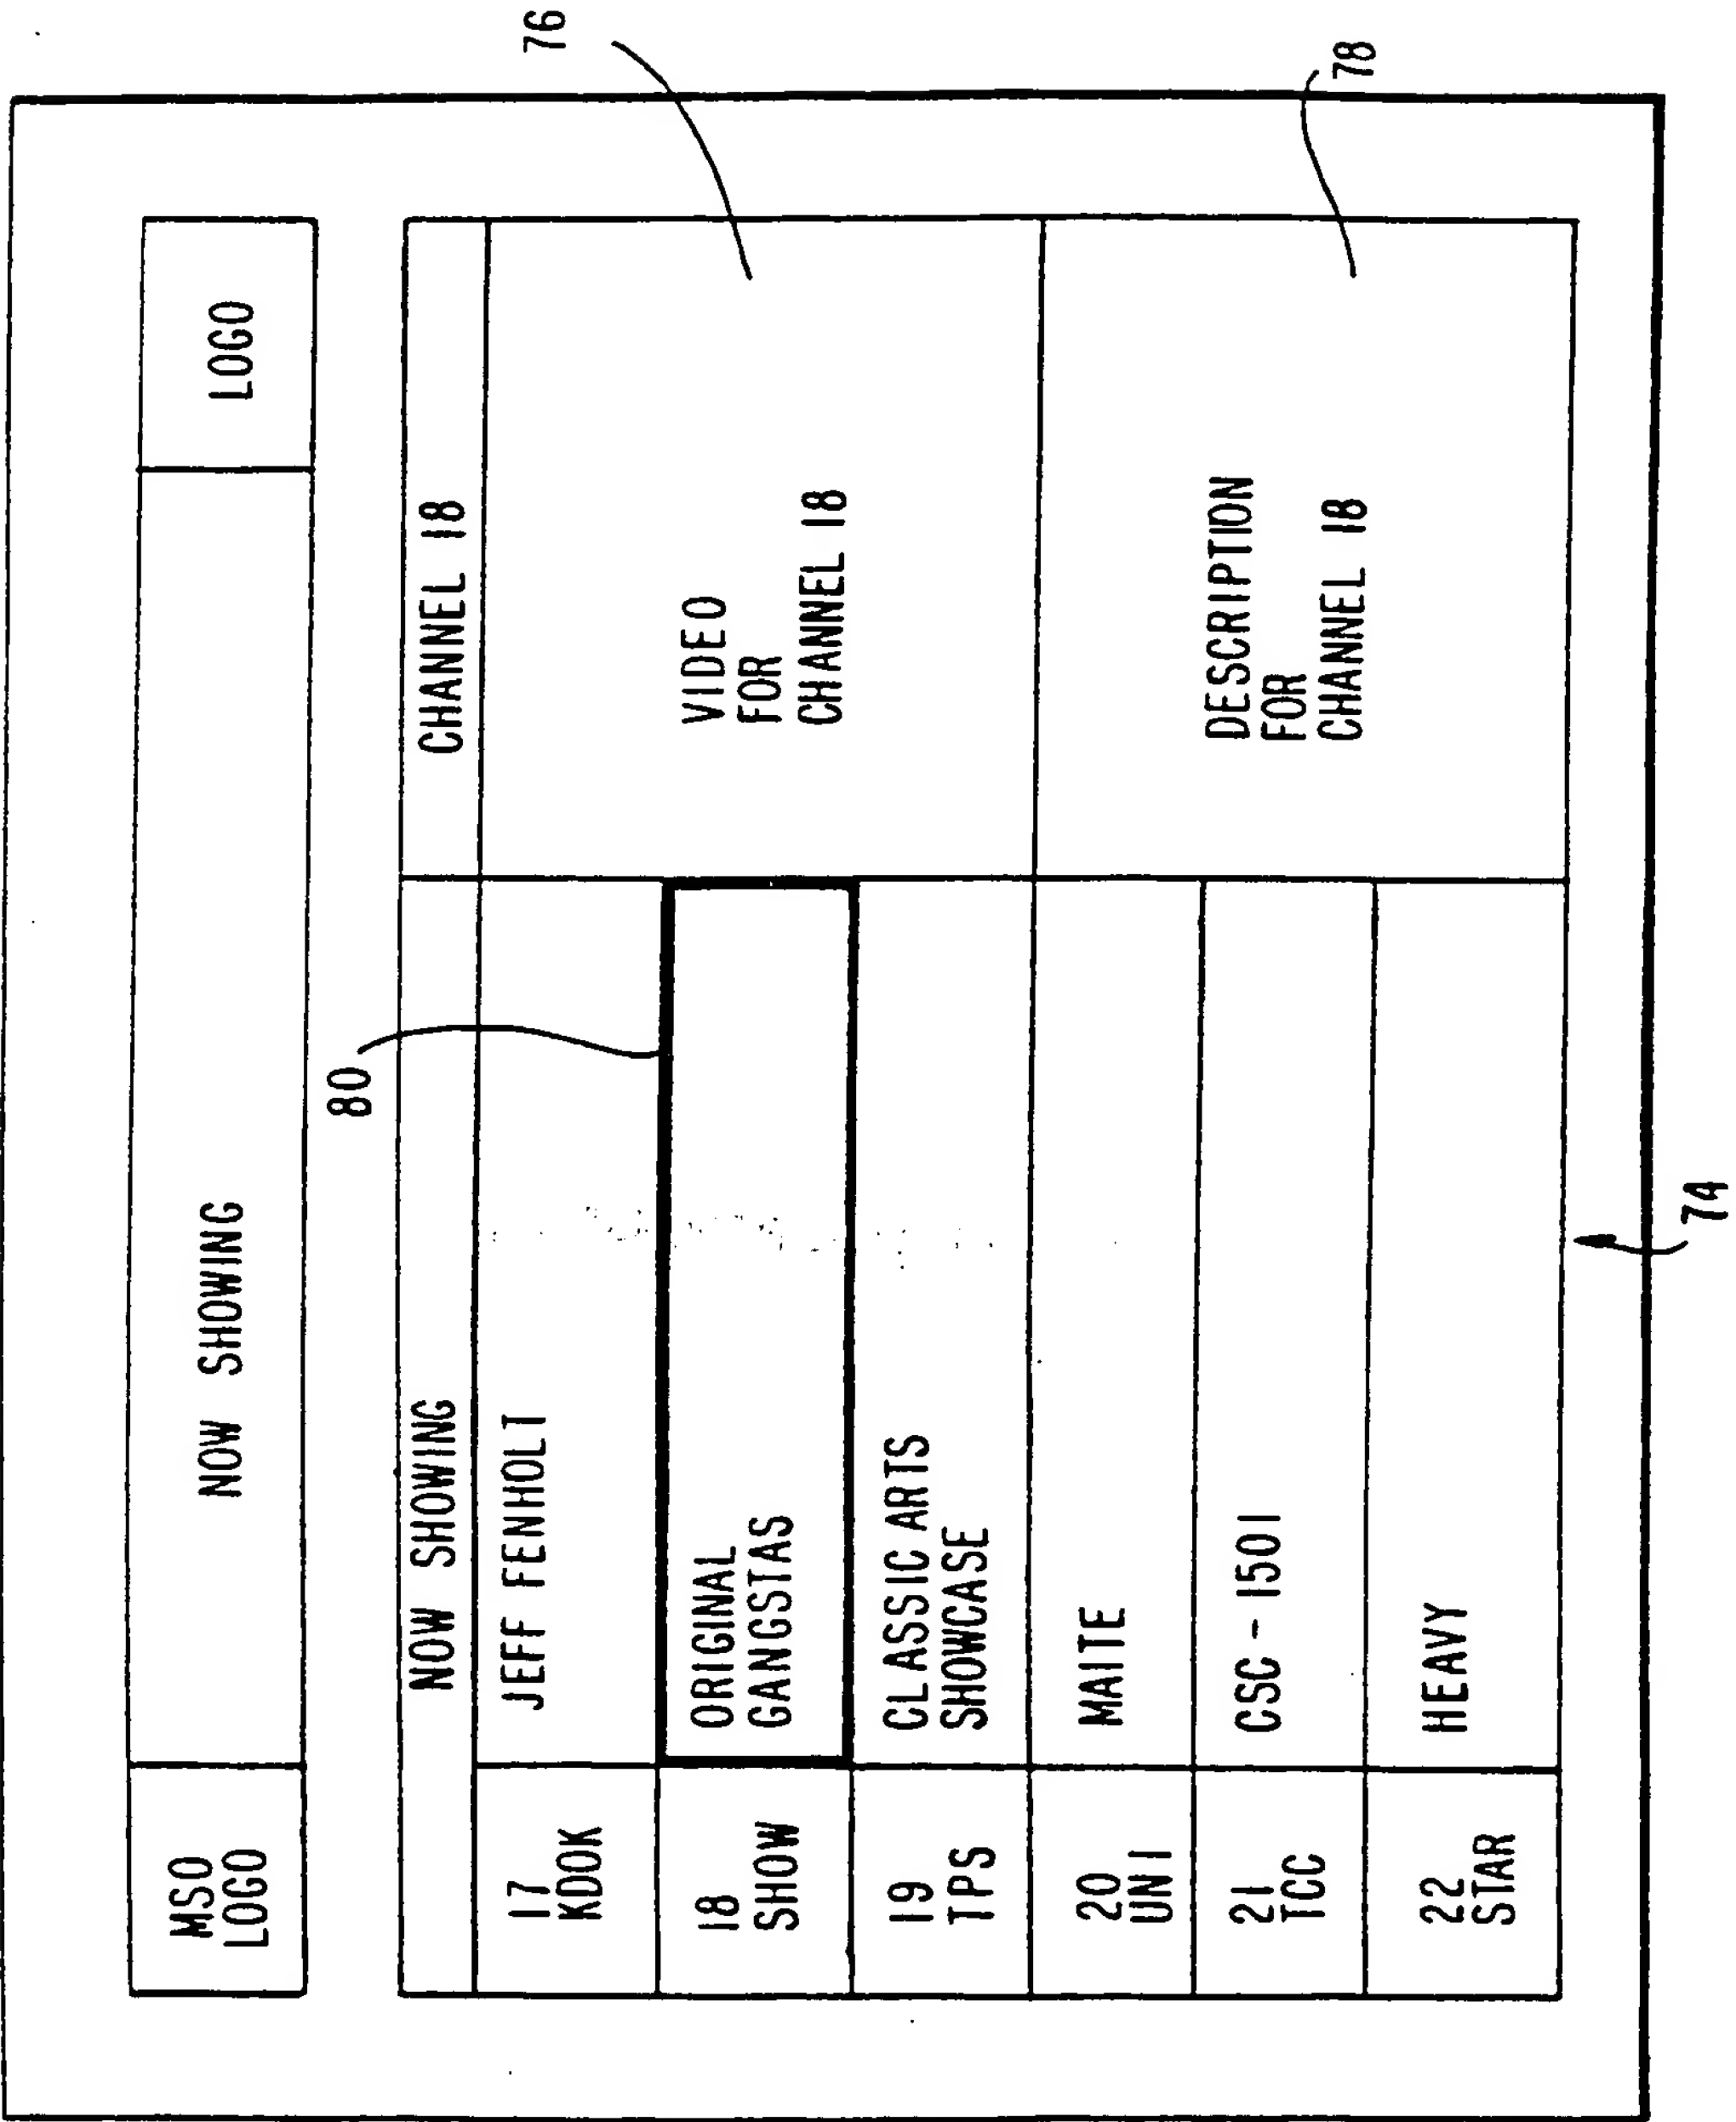 MSO
LOGO
NOW SHOWING
LOGO
80
NOW SHOWING
CHANNEL 18
17
KDOK
JEFF FENHOLT
18
SHOW
ORIGINAL
GANGSTAS
19
TPS
CLASSIC ARTS
SHOWCASE
20
UNI
MAITE
21
TCC
CSC - 1501
22
STAR
HEAVY
VIDEO
FOR
CHANNEL 18
76
DESCRIPTION
FOR
CHANNEL 18
78
74